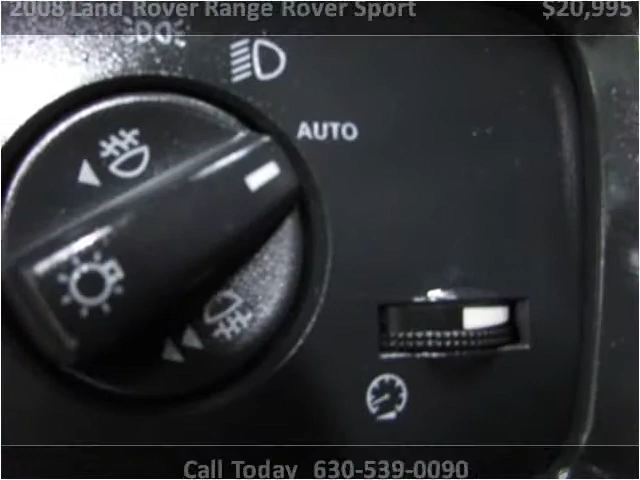 2008 Land Rover Range Rover Sport $20,995
AUTO
Call Today 630-539-0090